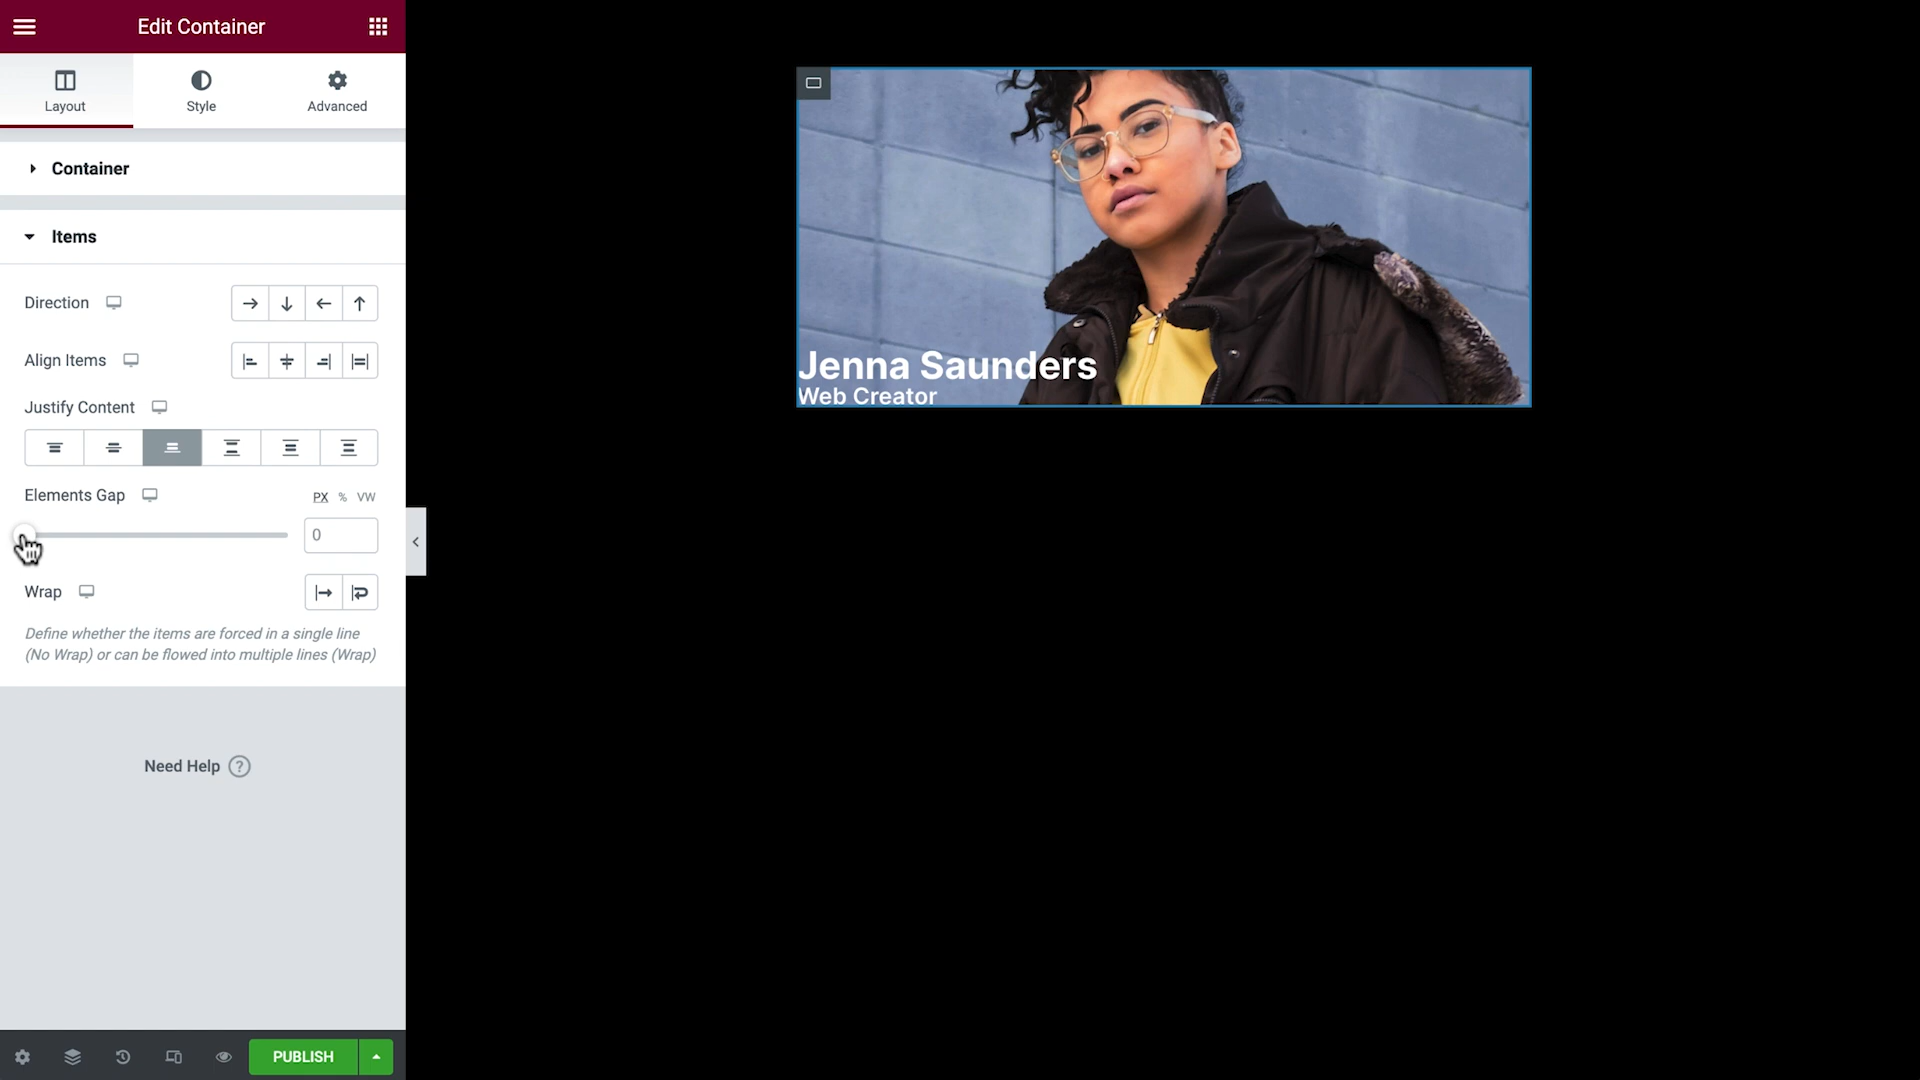 Edit Container
Layout
Style
Advanced
Container
Items
Direction
Align Items
Justify Content
Elements Gap
PX % VW
0
Wrap
Define whether the items are forced in a single line
(No Wrap) or can be flowed into multiple lines (Wrap)
Need Help ?
PUBLISH
Jenna Saunders
Web Creator